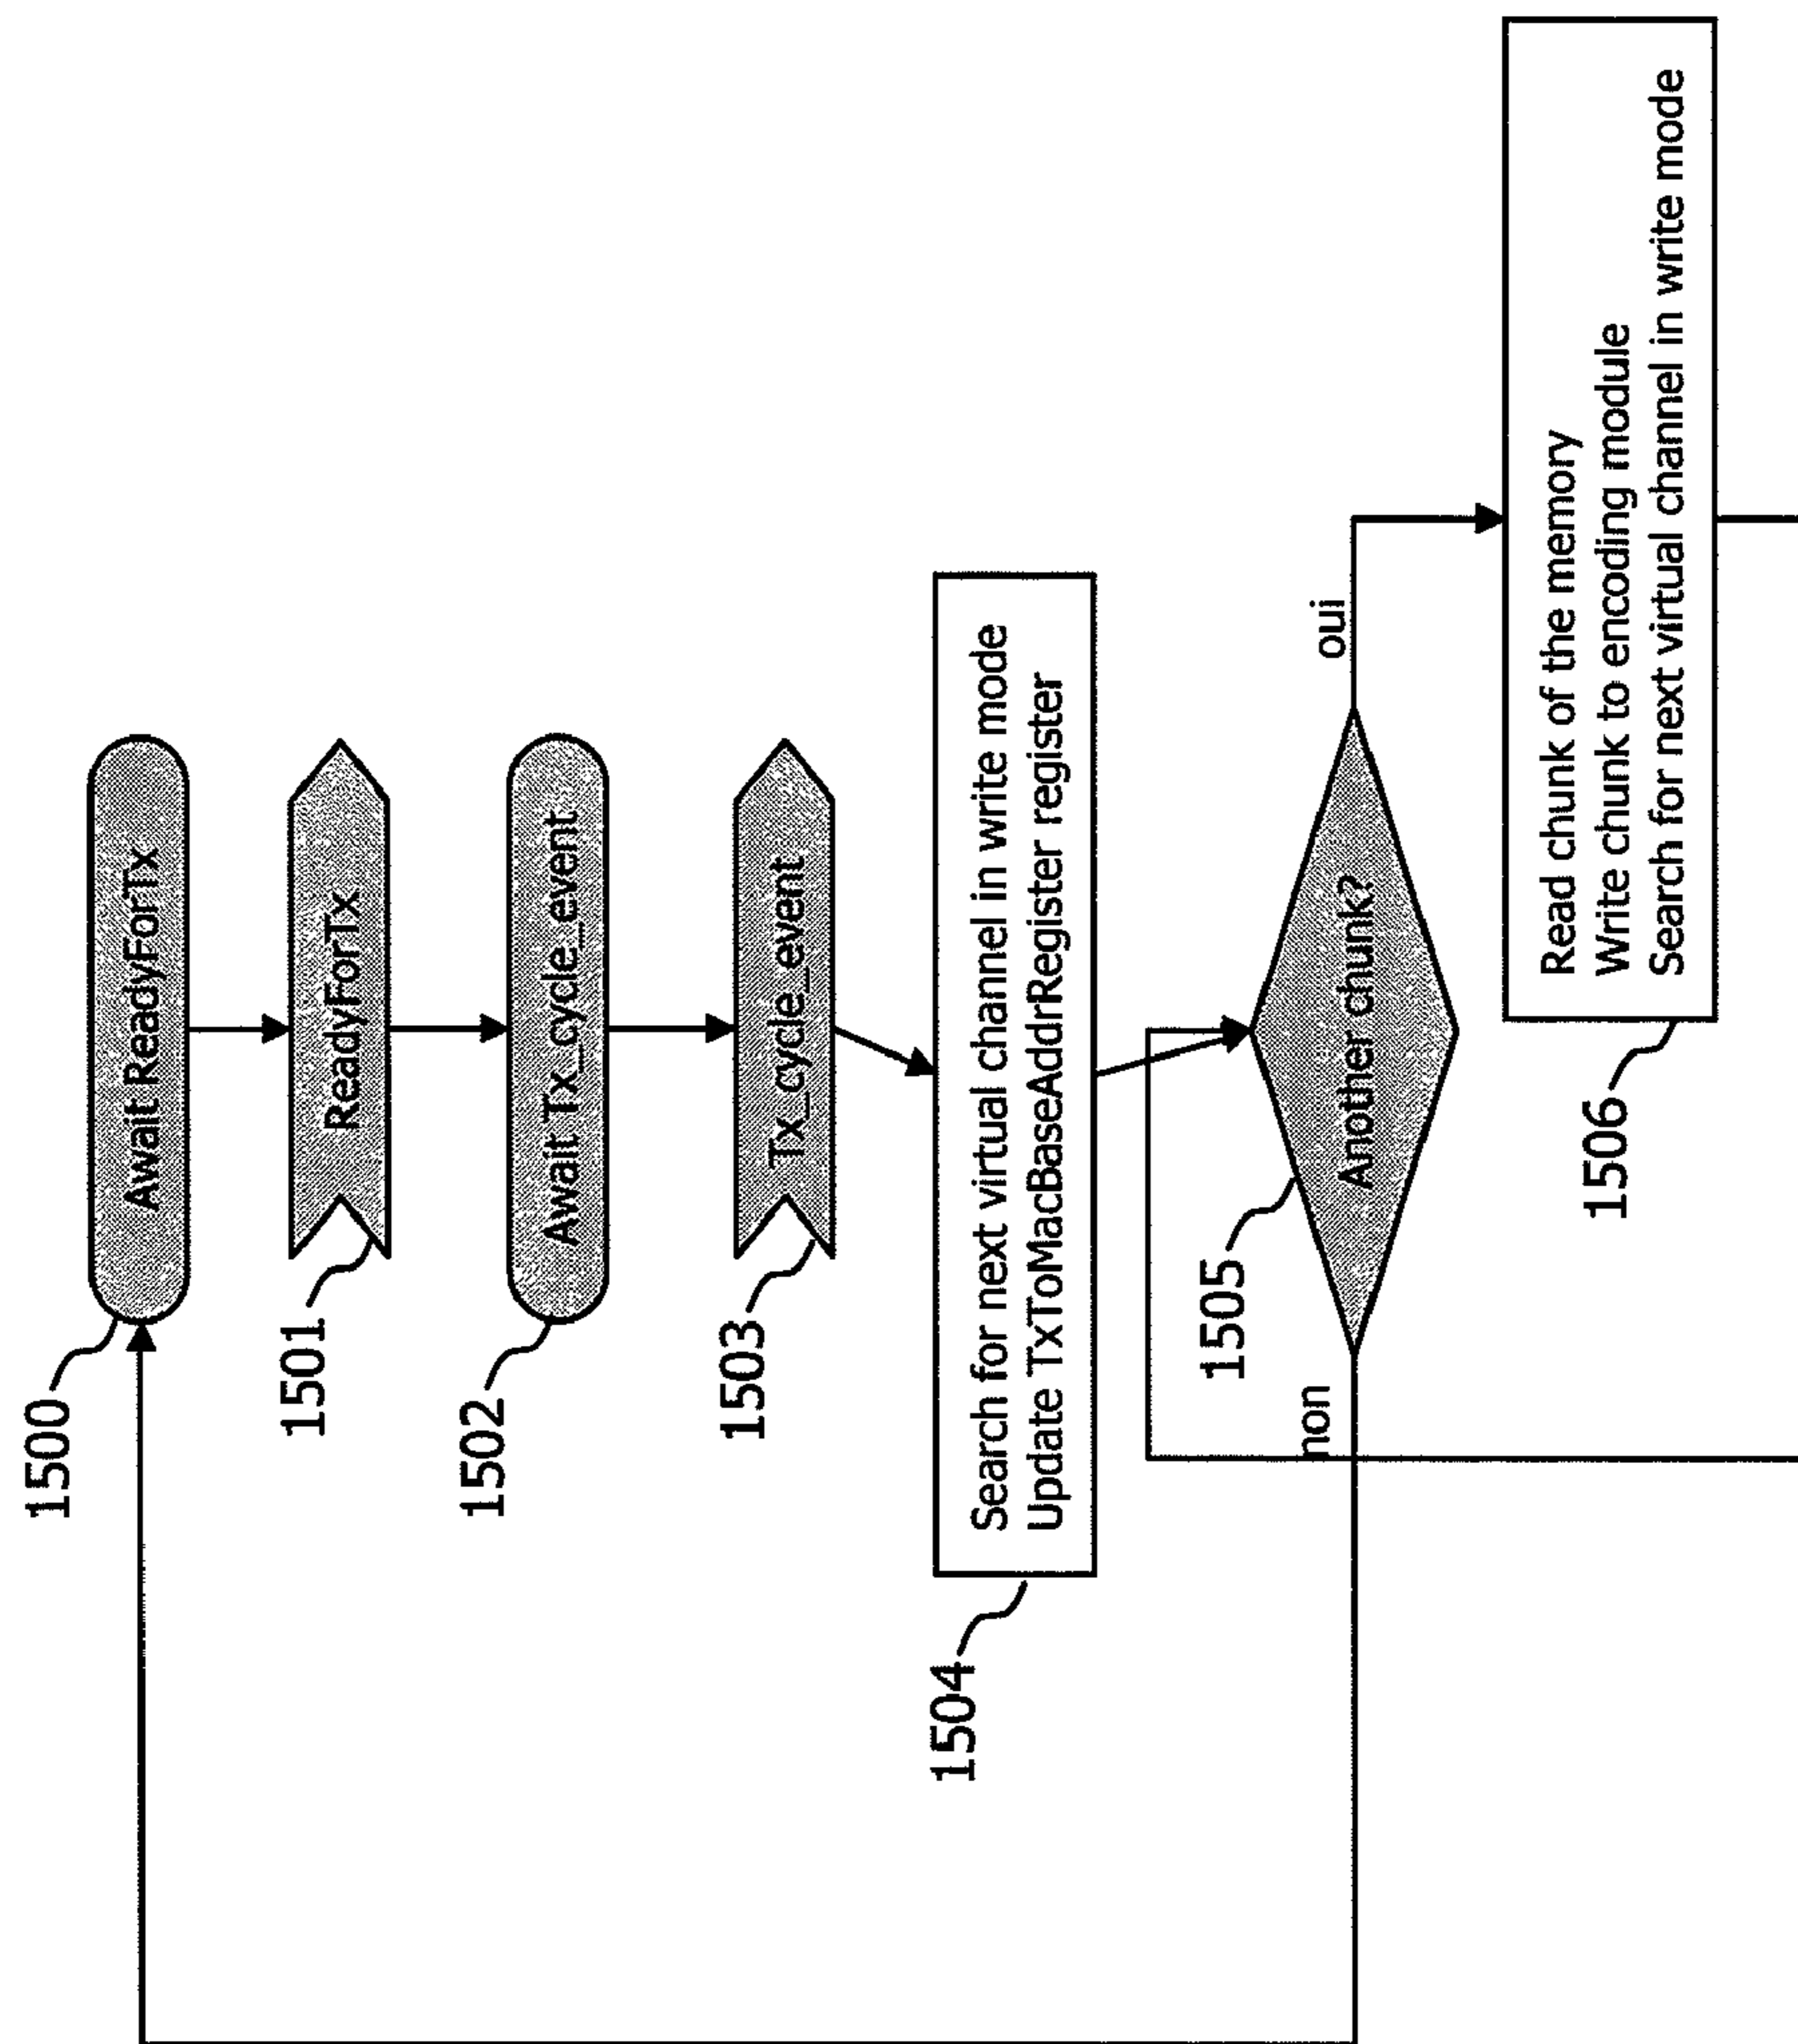 1500
Await ReadyForTx
1501
ReadyForTx
1502
Await Tx_cycle_event
1503
Tx_cycle_event
1504
Search for next virtual channel in write mode
Update TxToMacBaseAddrRegister register
1505
Another chunk?
non
oui
1506
Read chunk of the memory
Write chunk to encoding module
Search for next virtual channel in write mode